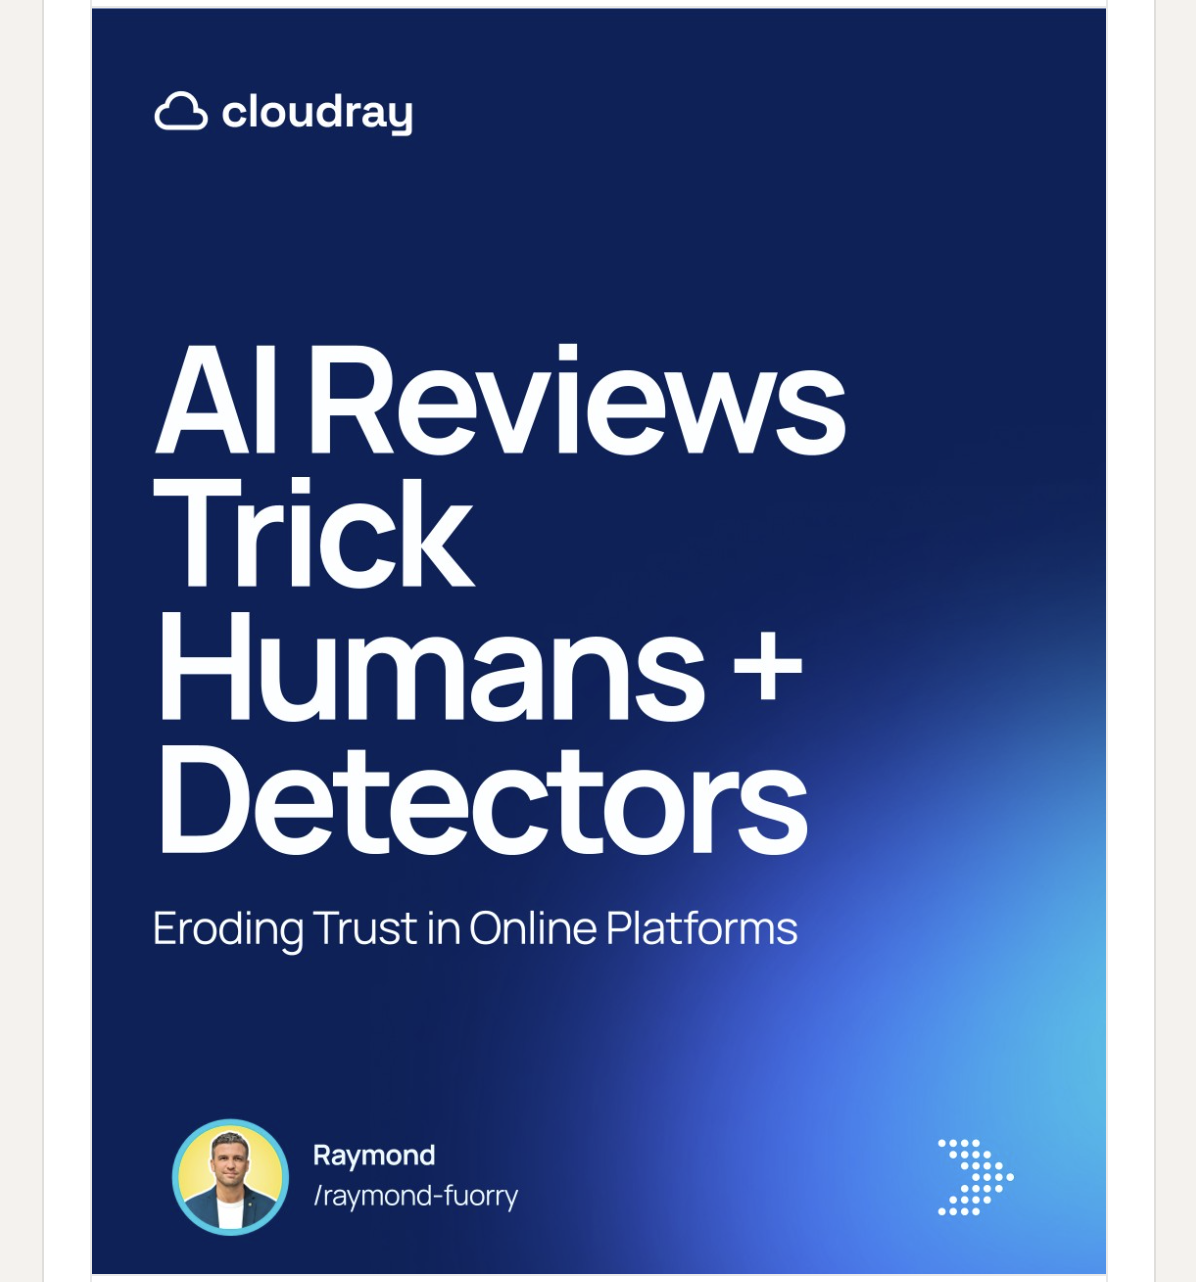 cloudray
AI Reviews
Trick
Humans +
Detectors
Eroding Trust in Online Platforms
Raymond
/raymond-fuorry